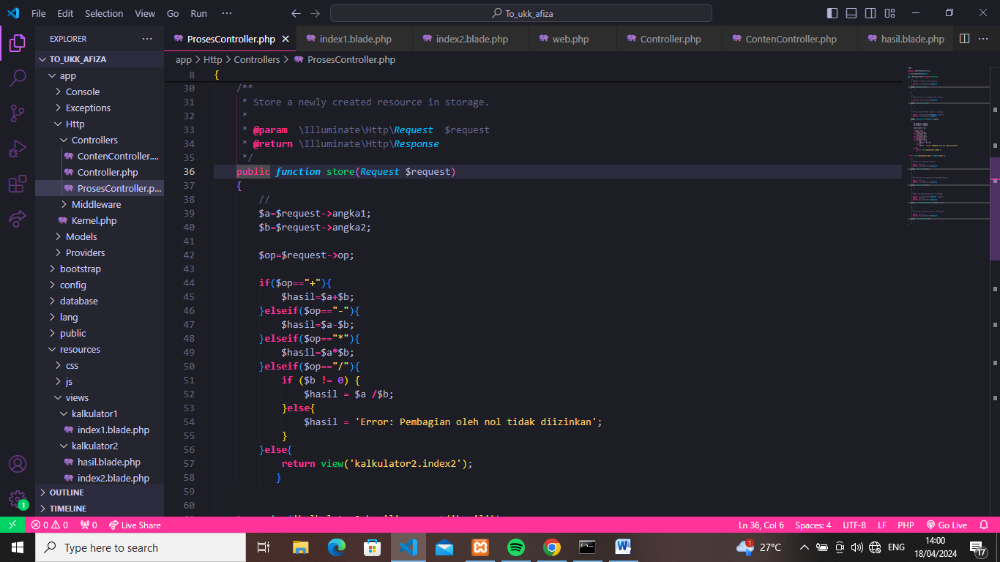 File Edit Selection View Go Run ···
To_ukk_afiza
EXPLORER ···
TO_UKK_AFIZA
app
Console
Exceptions
Http
Controllers
ContenController....
Controller.php
ProsesController.p...
Middleware
Kernel.php
Models
Providers
bootstrap
config
database
lang
public
resources
css
js
views
kalkulator1
index1.blade.php
kalkulator2
hasil.blade.php
index2.blade.php
OUTLINE
TIMELINE
1
ProsesController.php index1.blade.php index2.blade.php web.php Controller.php ContenController.php hasil.blade.php ···
app > Http > Controllers > ProsesController.php
8 {
30 /**
31 * Store a newly created resource in storage.
32 *
33 * @param \Illuminate\Http\Request $request
34 * @return \Illuminate\Http\Response
35 */
36 public function store(Request $request)
37 {
38 //
39 $a=$request->angka1;
40 $b=$request->angka2;
41
42 $op=$request->op;
43
44 if($op=="+"){
45 $hasil=$a+$b;
46 }elseif($op=="-"){
47 $hasil=$a-$b;
48 }elseif($op=="*"){
49 $hasil=$a*$b;
50 }elseif($op=="/"){
51 if ($b != 0) {
52 $hasil = $a /$b;
53 }else{
54 $hasil = 'Error: Pembagian oleh nol tidak diizinkan';
55 }
56 }else{
57 return view('kalkulator2.index2');
58 }
59
60
0 0 0 Live Share Ln 36, Col 6 Spaces: 4 UTF-8 LF PHP Go Live
Type here to search
1 27°C ENG
14:00
18/04/2024
17